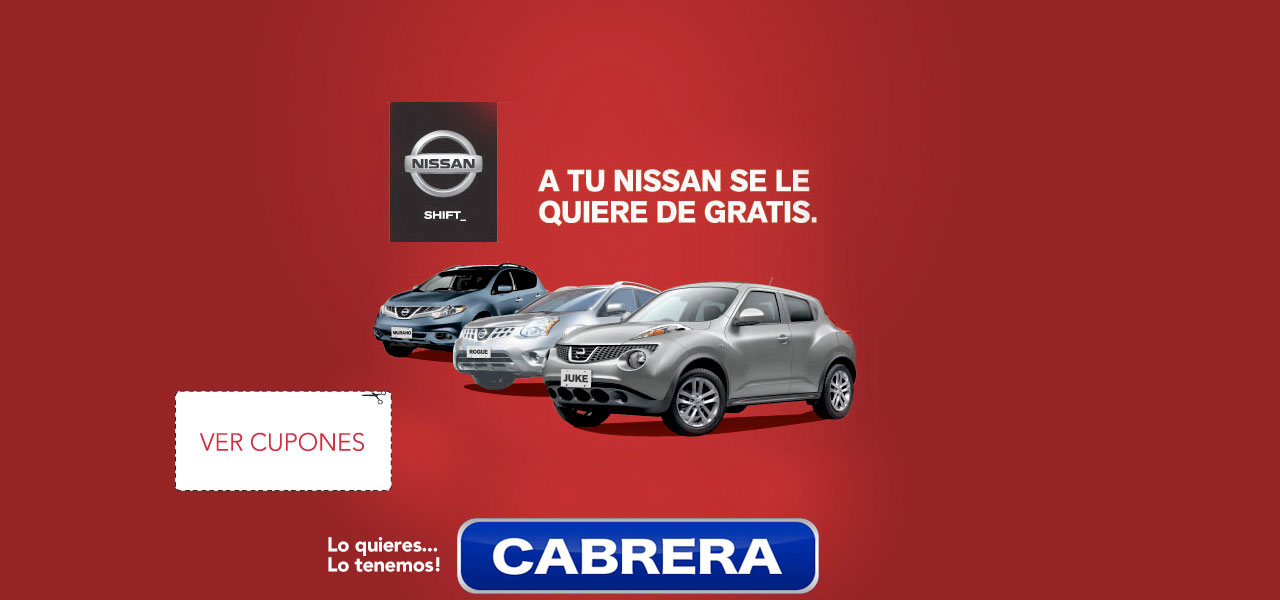 NISSAN
SHIFT_
A TU NISSAN SE LE
QUIERE DE GRATIS.
MURANO
ROGUE
JUKE
VER CUPONES
Lo quieres...
Lo tenemos!
CABRERA